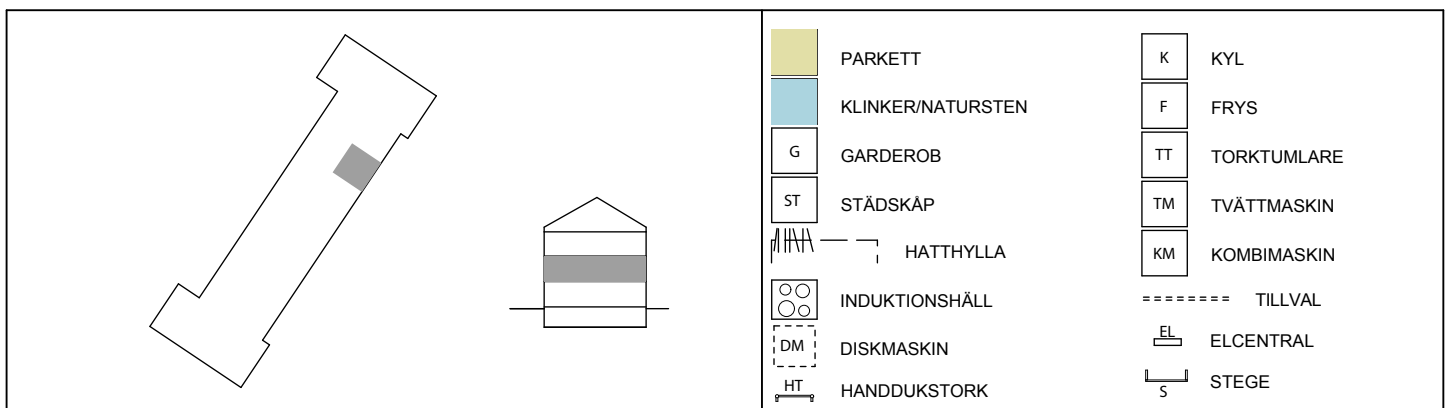 PARKETT
KLINKER/NATURSTEN
G GARDEROB
ST STÄDSKÅP
HATTHYLLA
INDUKTIONSHÄLL
DM DISKMASKIN
HT HANDDUKSTORK
K KYL
F FRYS
TT TORKTUMLARE
TM TVÄTTMASKIN
KM KOMBIMASKIN
TILLVAL
EL ELCENTRAL
S STEGE